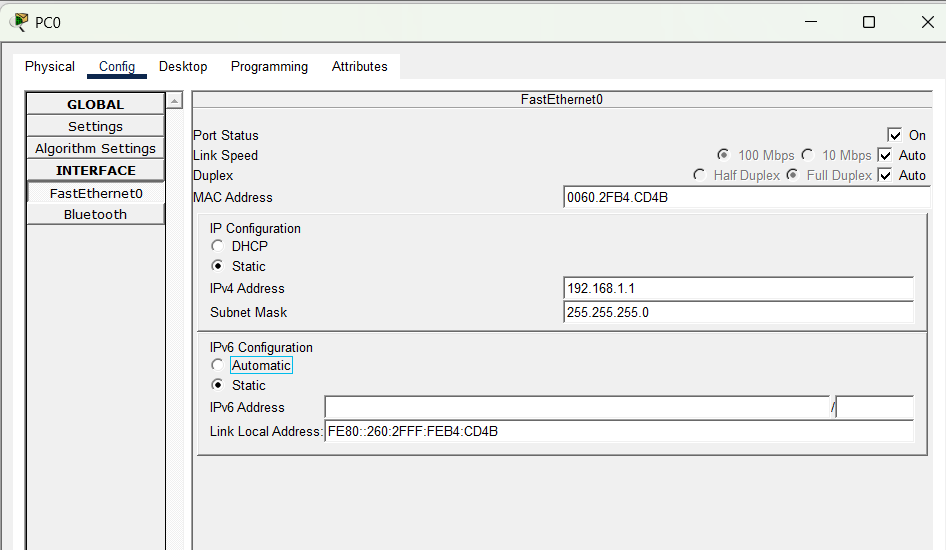 PC0
Physical Config Desktop Programming Attributes
GLOBAL
Settings
Algorithm Settings
INTERFACE
FastEthernet0
Bluetooth
FastEthernet0
Port Status On
Link Speed 100 Mbps 10 Mbps Auto
Duplex Half Duplex Full Duplex Auto
MAC Address 0060.2FB4.CD4B
IP Configuration
DHCP
Static
IPv4 Address 192.168.1.1
Subnet Mask 255.255.255.0
IPv6 Configuration
Automatic
Static
IPv6 Address /
Link Local Address: FE80::260:2FFF:FEB4:CD4B